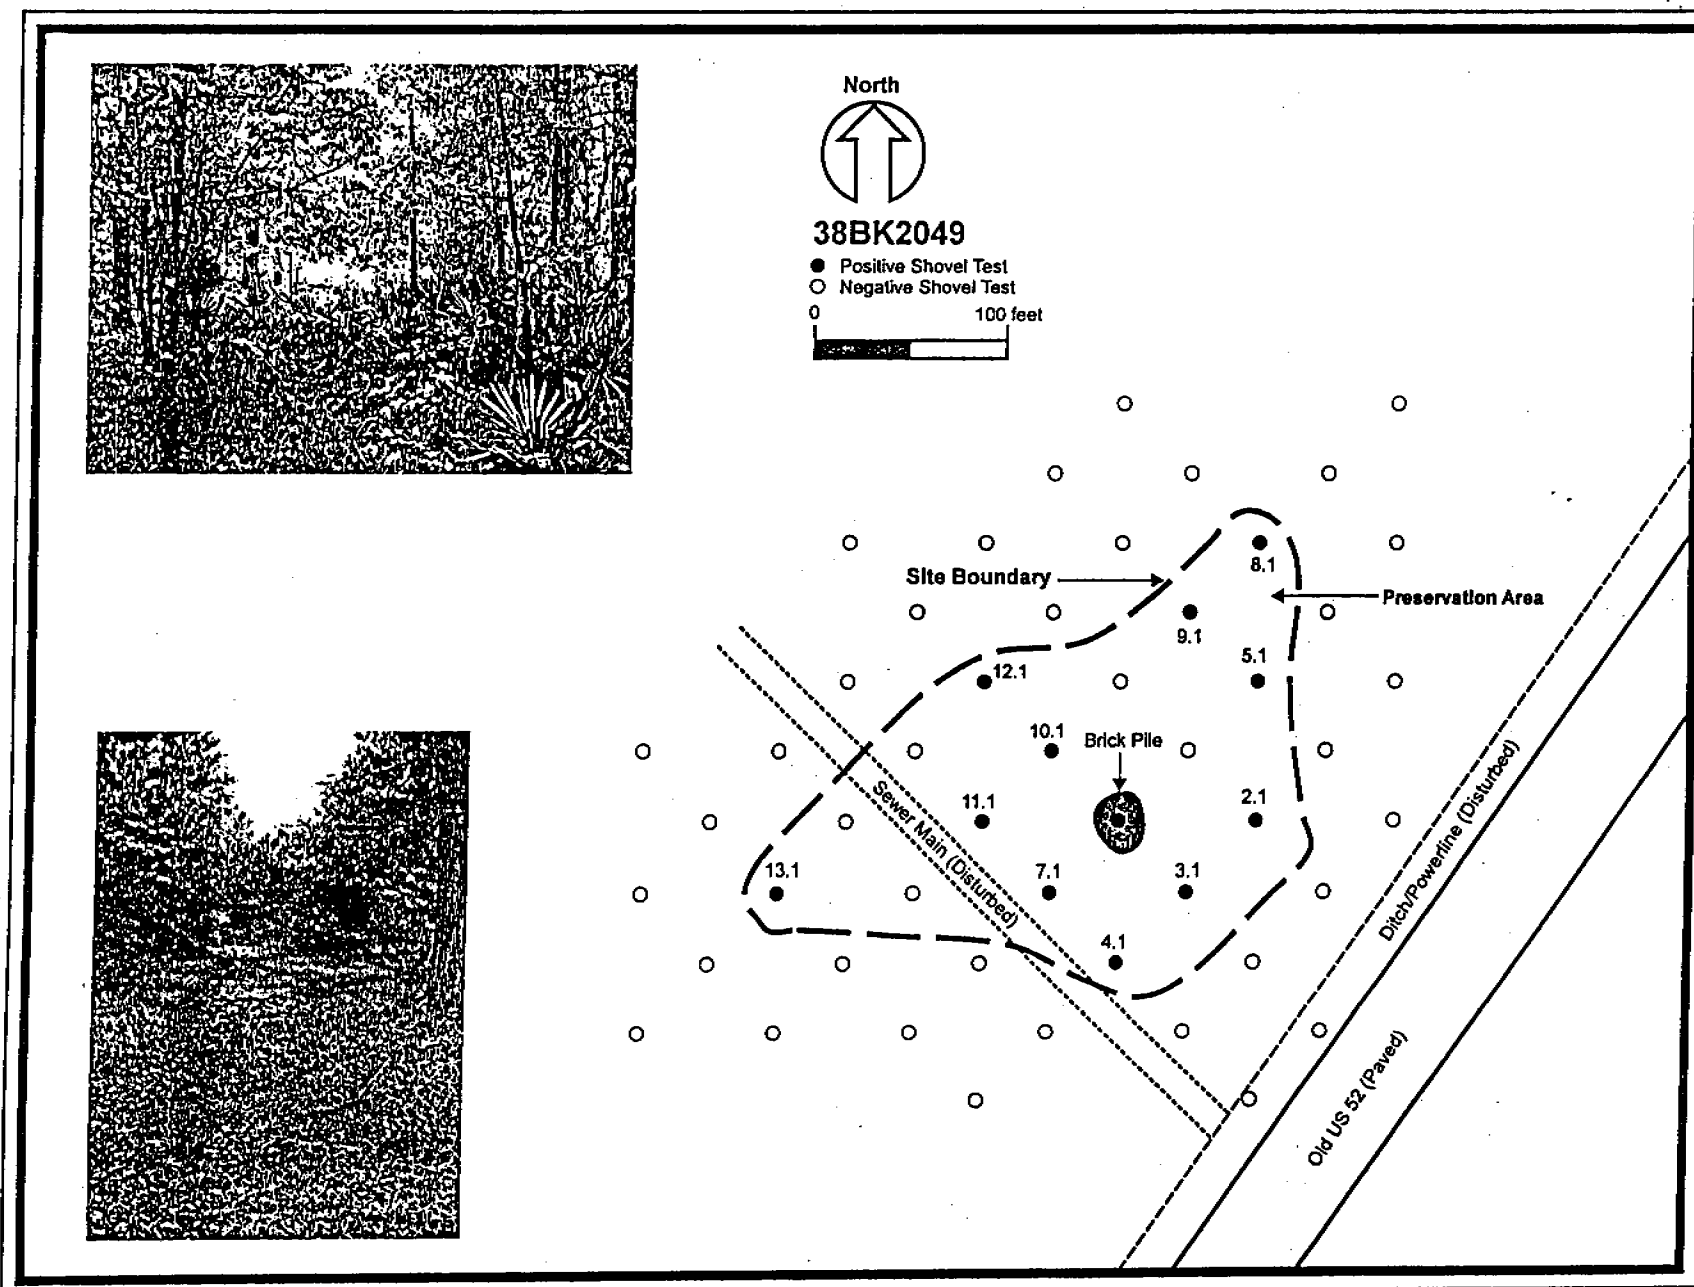 North
38BK2049
Positive Shovel Test
Negative Shovel Test
0 100 feet
8.1
Site Boundary
Preservation Area
9.1
5.1
12.1
10.1
Brick Pile
11.1
2.1
Sewer Main (Disturbed)
13.1
7.1
3.1
4.1
Ditch/Powerline (Disturbed)
Old US 52 (Paved)